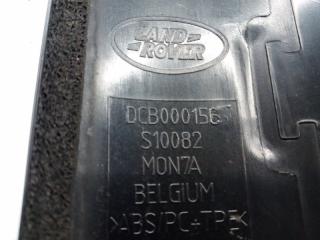 LAND
ROVER
DCB000156
S10082
MON7A
BELGIUM
>ABS/PC+TPE<